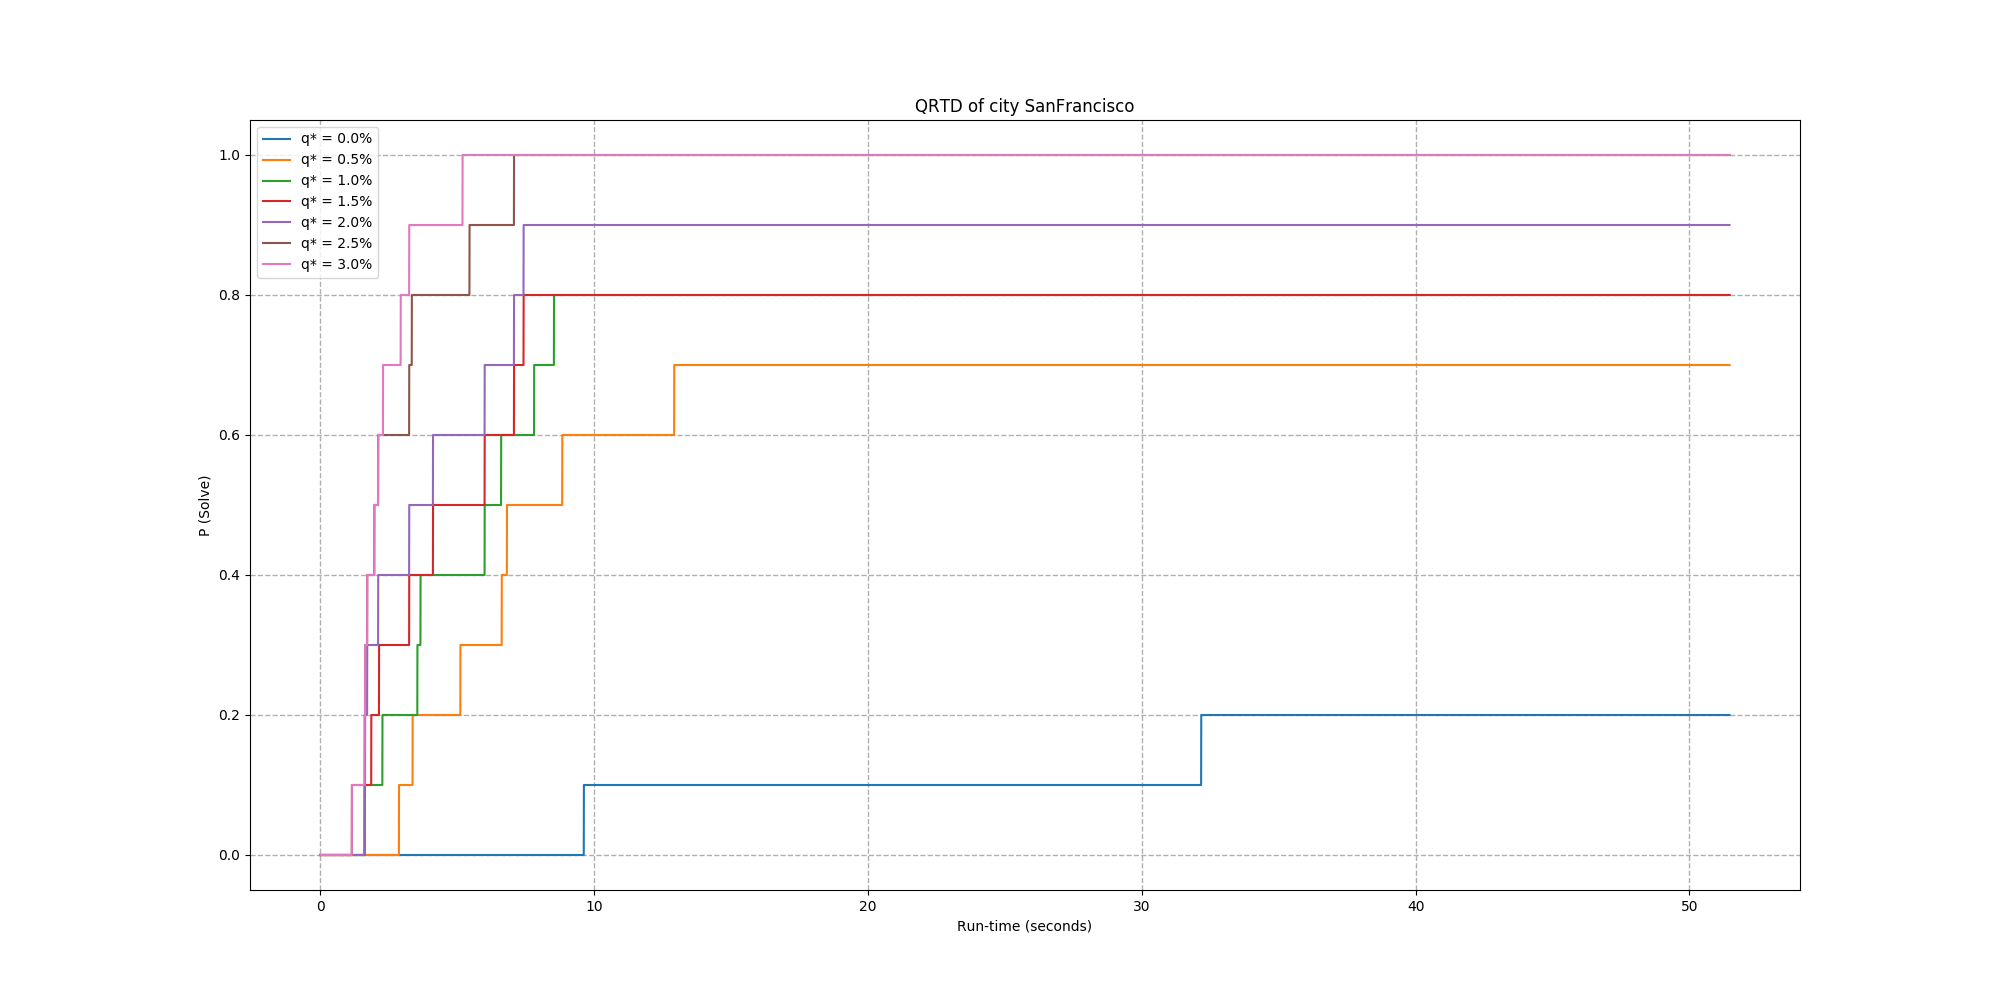 QRTD of city SanFrancisco
q* = 0.0%
q* = 0.5%
q* = 1.0%
q* = 1.5%
q* = 2.0%
q* = 2.5%
q* = 3.0%
1.0
0.8
0.6
0.4
0.2
0.0
P (Solve)
0 10 20 30 40 50
Run-time (seconds)